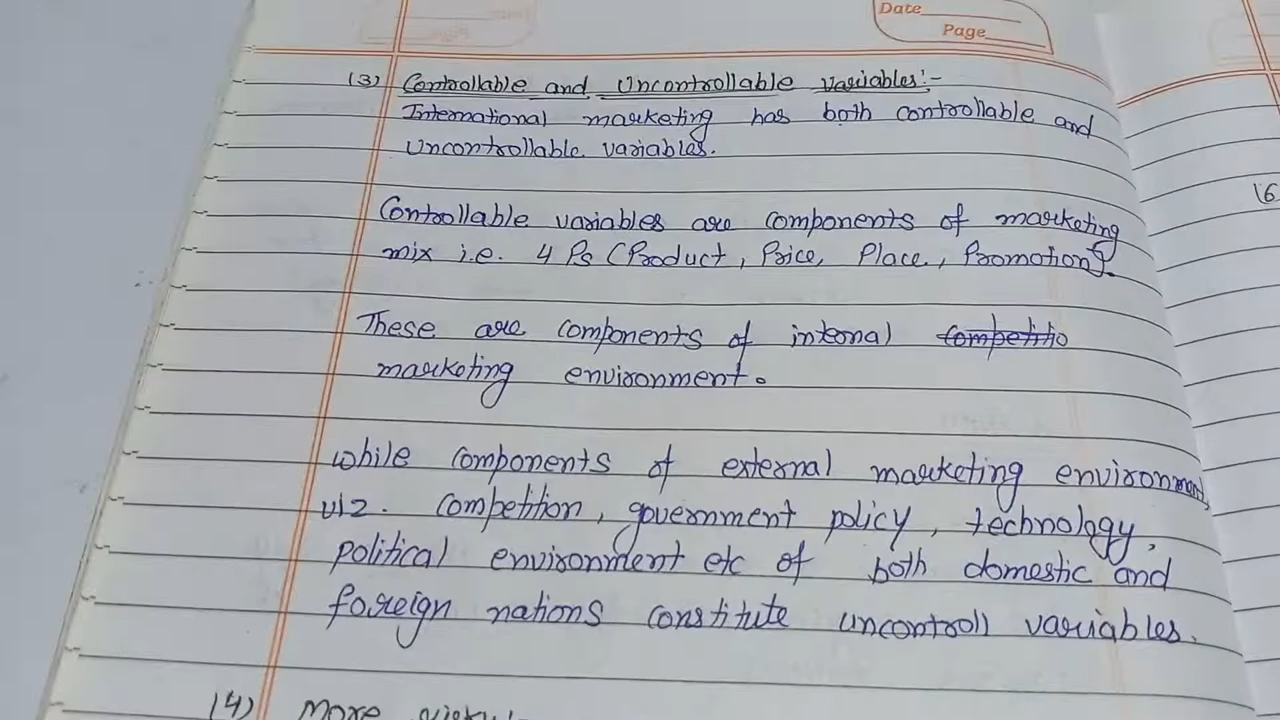 Date
Page
(3) Controllable and Uncontrollable Variables:-
International marketing has both controllable and
uncontrollable variables.
Controllable variables are components of marketing
mix i.e. 4 Ps (Product, Price, Place, Promotion).
These are components of internal competitio
marketing environment.
while components of external marketing environment,
viz. competition, government policy, technology,
political environment etc of both domestic and
foreign nations constitute uncontroll variables.
(4) More risky:-
(6